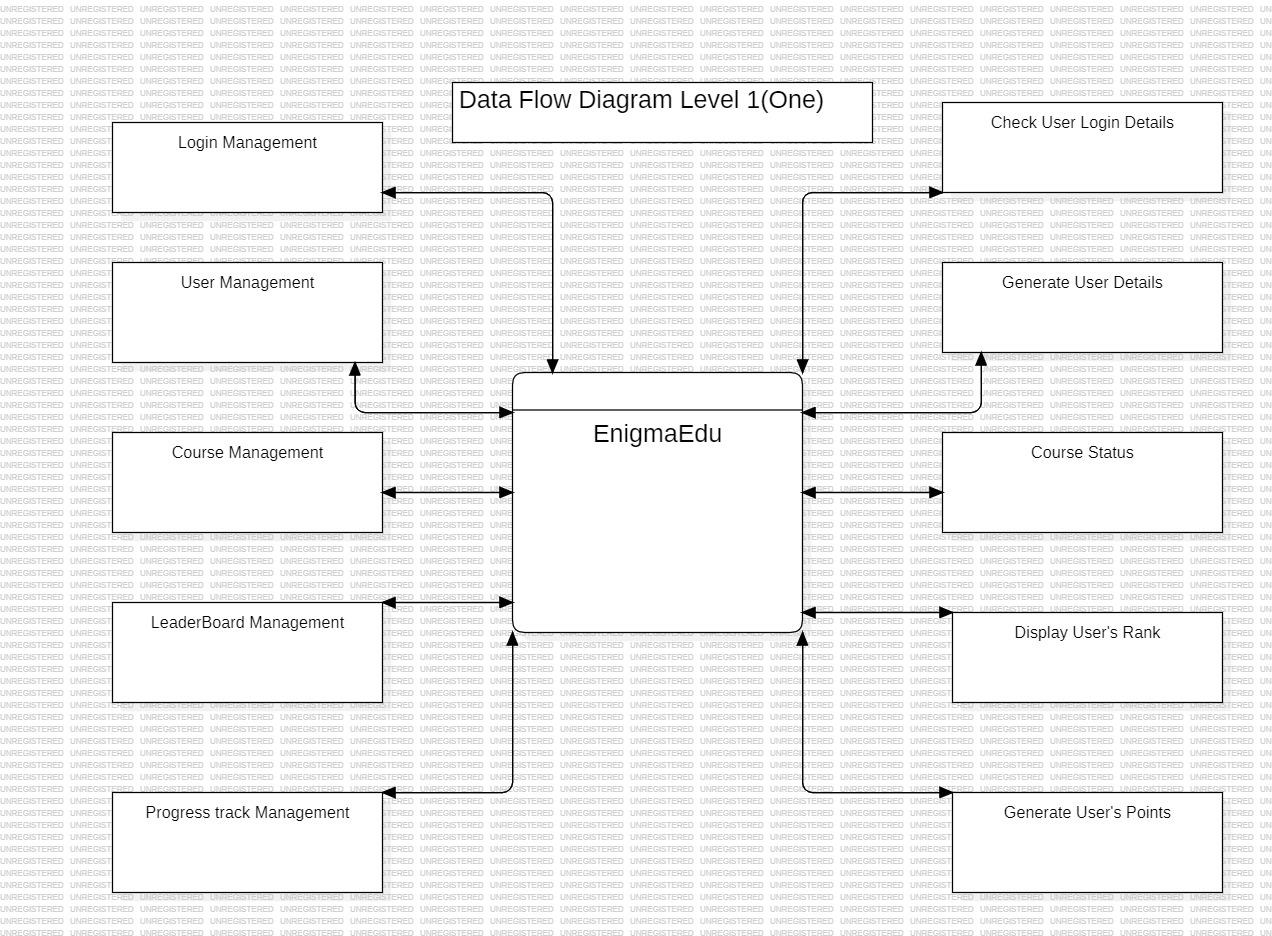 Data Flow Diagram Level 1(One)
Login Management
Check User Login Details
User Management
Generate User Details
EnigmaEdu
Course Management
Course Status
LeaderBoard Management
Display User's Rank
Progress track Management
Generate User's Points
UNREGISTERED